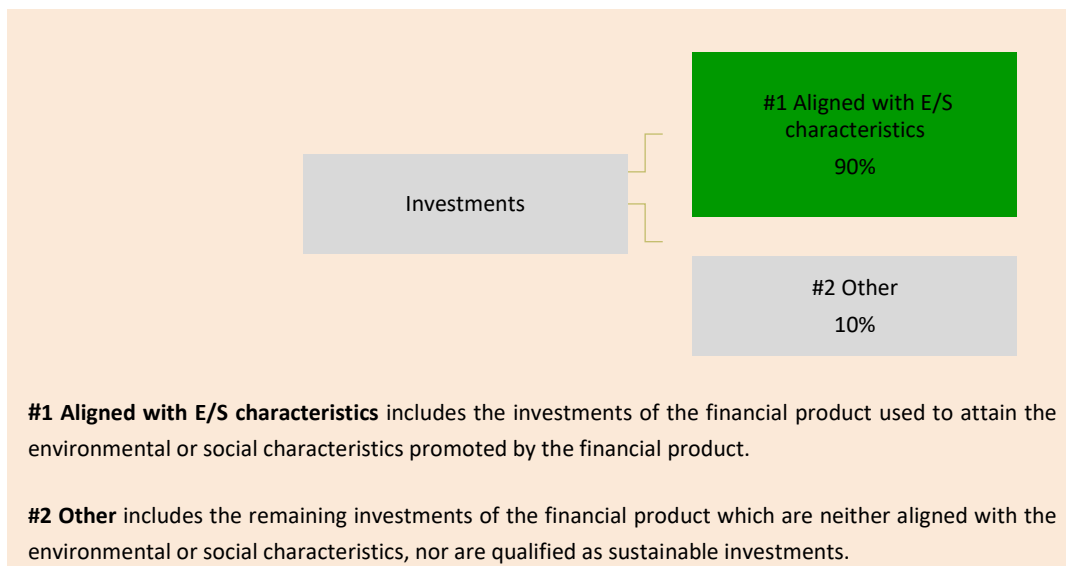 #1 Aligned with E/S
characteristics
90%
Investments
#2 Other
10%
#1 Aligned with E/S characteristics includes the investments of the financial product used to attain the
environmental or social characteristics promoted by the financial product.
#2 Other includes the remaining investments of the financial product which are neither aligned with the
environmental or social characteristics, nor are qualified as sustainable investments.